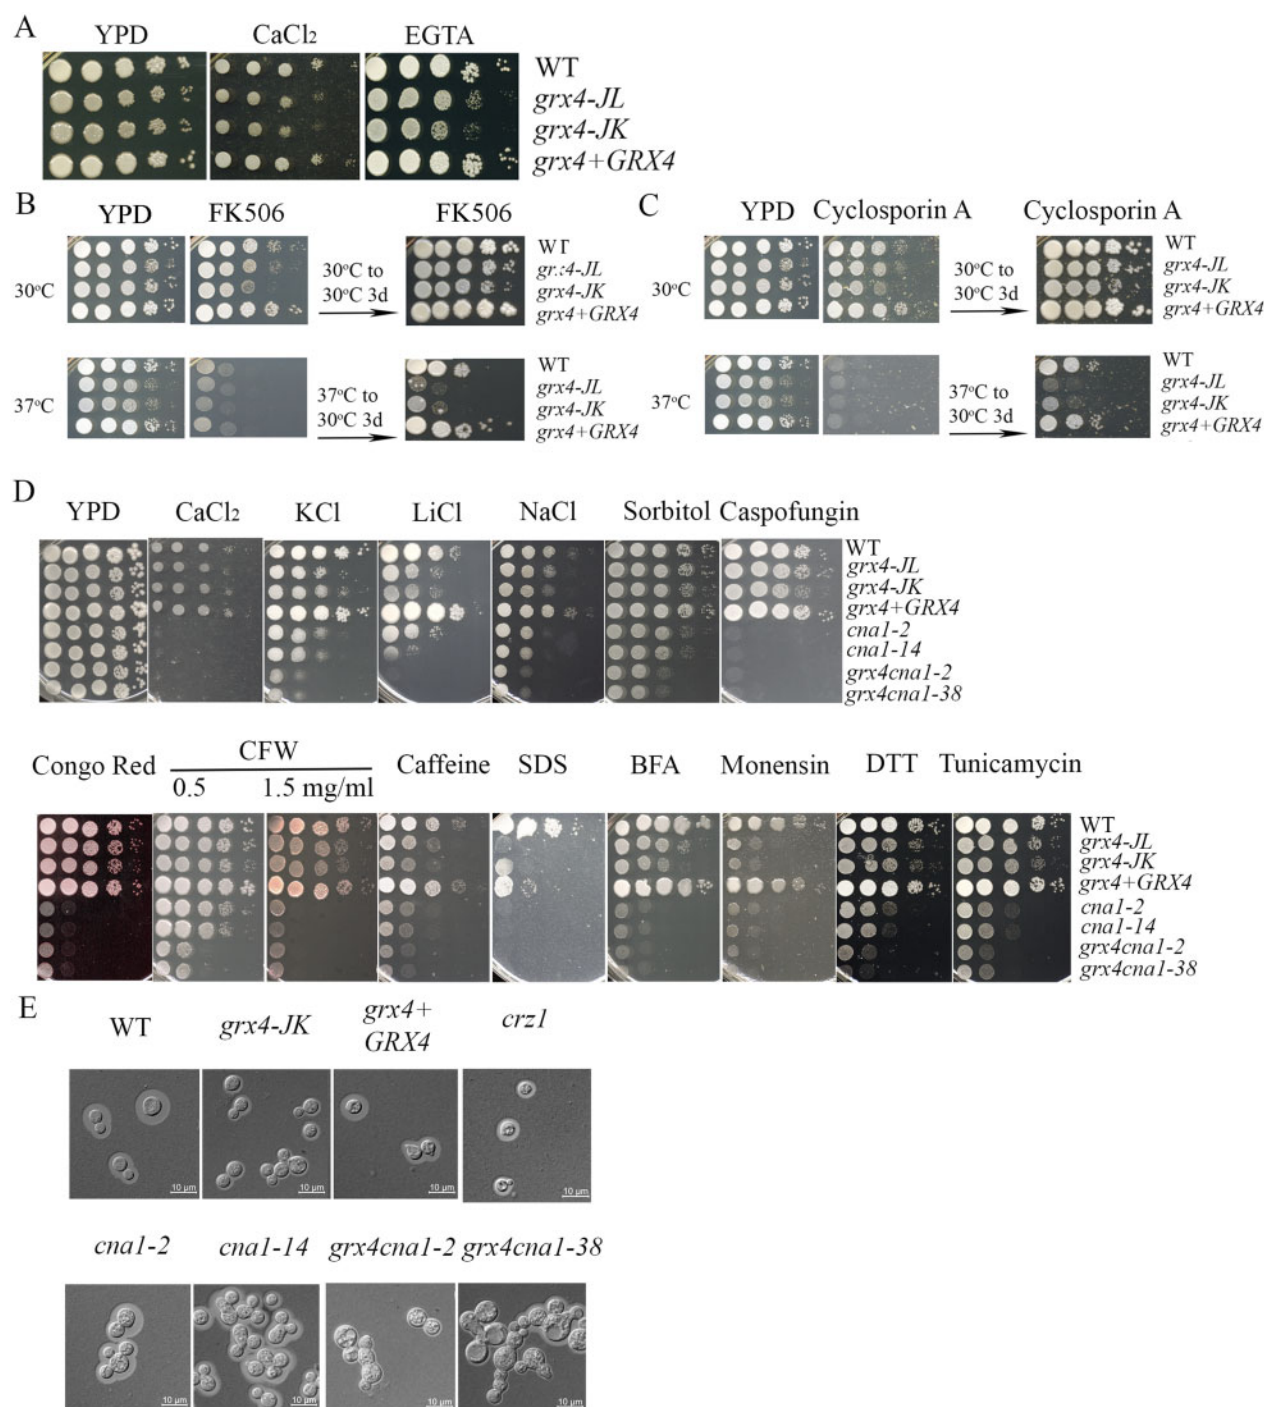 A
YPD CaCl₂ EGTA
WT
grx4-JL
grx4-JK
grx4+GRX4
B
YPD FK506 FK506
30°C
30°C to
30°C 3d
WT
gr.:4-JL
grx4-JK
grx4+GRX4
37°C
37°C to
30°C 3d
WT
grx4-JL
grx4-JK
grx4+GRX4
C
YPD Cyclosporin A Cyclosporin A
30°C
30°C to
30°C 3d
WT
grx4-JL
grx4-JK
grx4+GRX4
37°C
37°C to
30°C 3d
WT
grx4-JL
grx4-JK
grx4+GRX4
D
YPD CaCl₂ KCl LiCl NaCl Sorbitol Caspofungin
WT
grx4-JL
grx4-JK
grx4+GRX4
cna1-2
cna1-14
grx4cna1-2
grx4cna1-38
Congo Red CFW Caffeine SDS BFA Monensin DTT Tunicamycin
0.5 1.5 mg/ml
WT
grx4-JL
grx4-JK
grx4+GRX4
cna1-2
cna1-14
grx4cna1-2
grx4cna1-38
E
WT grx4-JK grx4+ crz1
GRX4
10 μm 10 μm 10 μm 10 μm
cna1-2 cna1-14 grx4cna1-2 grx4cna1-38
10 μm 10 μm 10 μm 10 μm